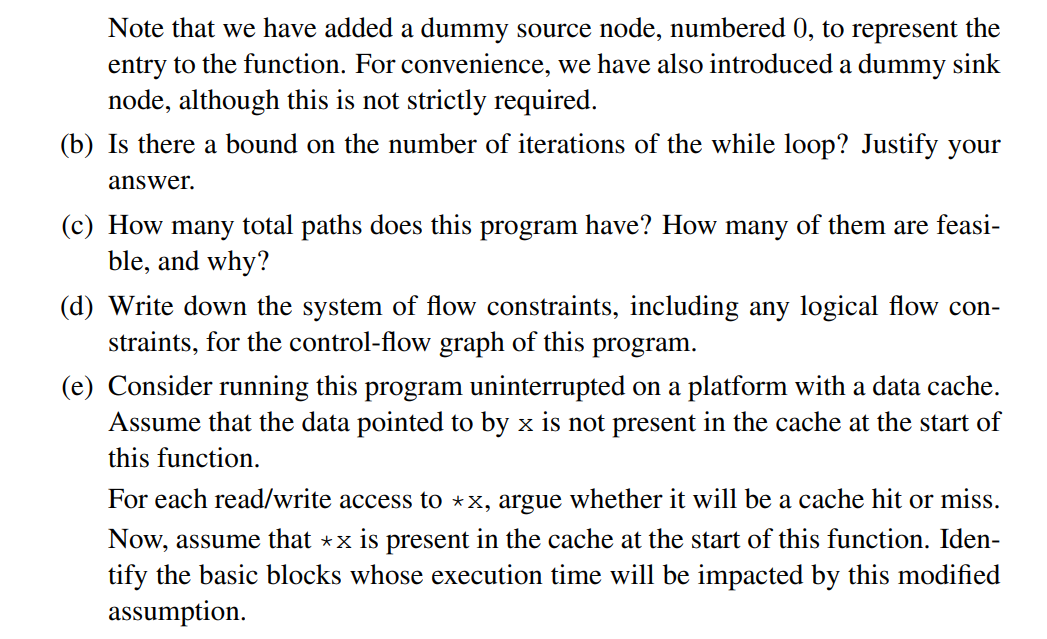 Note that we have added a dummy source node, numbered 0, to represent the
entry to the function. For convenience, we have also introduced a dummy sink
node, although this is not strictly required.
(b) Is there a bound on the number of iterations of the while loop? Justify your
answer.
(c) How many total paths does this program have? How many of them are feasi-
ble, and why?
(d) Write down the system of flow constraints, including any logical flow con-
straints, for the control-flow graph of this program.
(e) Consider running this program uninterrupted on a platform with a data cache.
Assume that the data pointed to by x is not present in the cache at the start of
this function.
For each read/write access to *x, argue whether it will be a cache hit or miss.
Now, assume that *x is present in the cache at the start of this function. Iden-
tify the basic blocks whose execution time will be impacted by this modified
assumption.